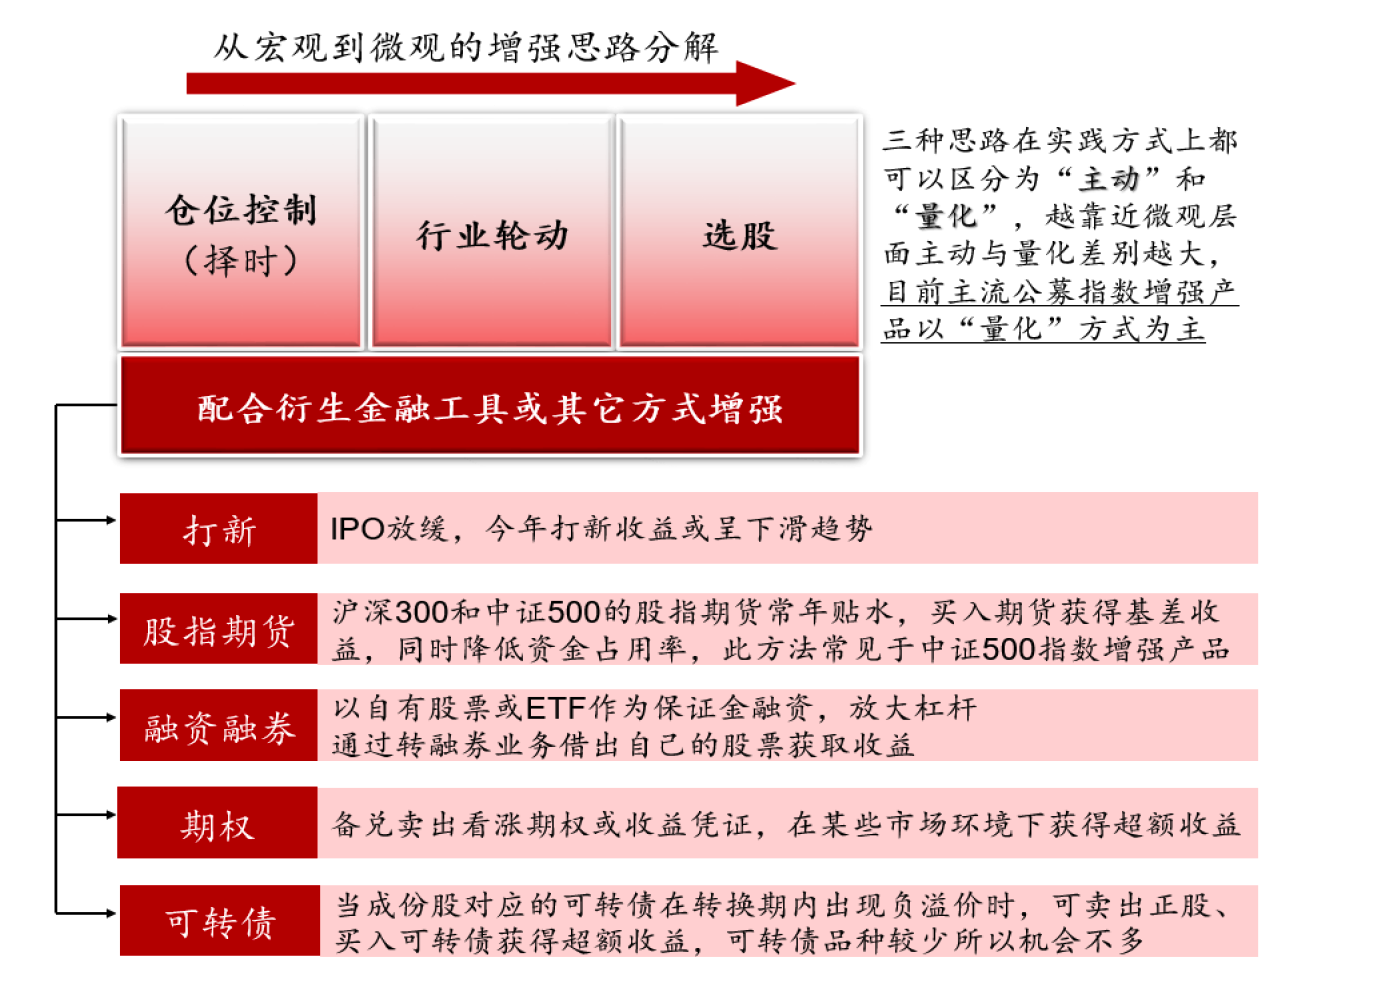 从宏观到微观的增强思路分解
仓位控制
（择时）
行业轮动
选股
三种思路在实践方式上都
可以区分为“主动”和
“量化”，越靠近微观层
面主动与量化差别越大，
目前主流公募指数增强产
品以“量化”方式为主
配合衍生金融工具或其它方式增强
打新
IPO放缓，今年打新收益或呈下滑趋势
股指期货
沪深300和中证500的股指期货常年贴水，买入期货获得基差收
益，同时降低资金占用率，此方法常见于中证500指数增强产品
融资融券
以自有股票或ETF作为保证金融资，放大杠杆
通过转融券业务借出自己的股票获取收益
期权
备兑卖出看涨期权或收益凭证，在某些市场环境下获得超额收益
可转债
当成份股对应的可转债在转换期内出现负溢价时，可卖出正股、
买入可转债获得超额收益，可转债品种较少所以机会不多